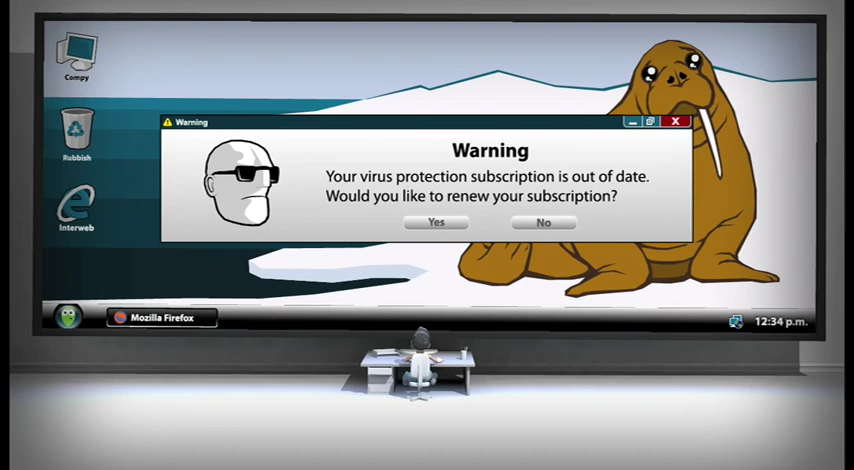 Compy
Rubbish
Interweb
Warning
Warning
Your virus protection subscription is out of date.
Would you like to renew your subscription?
Yes
No
Mozilla Firefox
12:34 p.m.